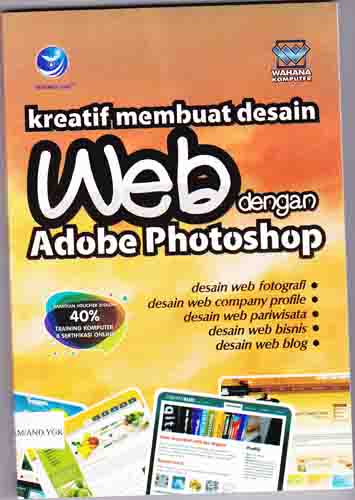 WAHANA
KOMPUTER
kreatif membuat desain
Web dengan
Adobe Photoshop
desain web fotografi
desain web company profile
desain web pariwisata
desain web bisnis
desain web blog
40%
TRAINING KOMPUTER
& SERTIFIKASI ONLINE
AM/AND.YGK